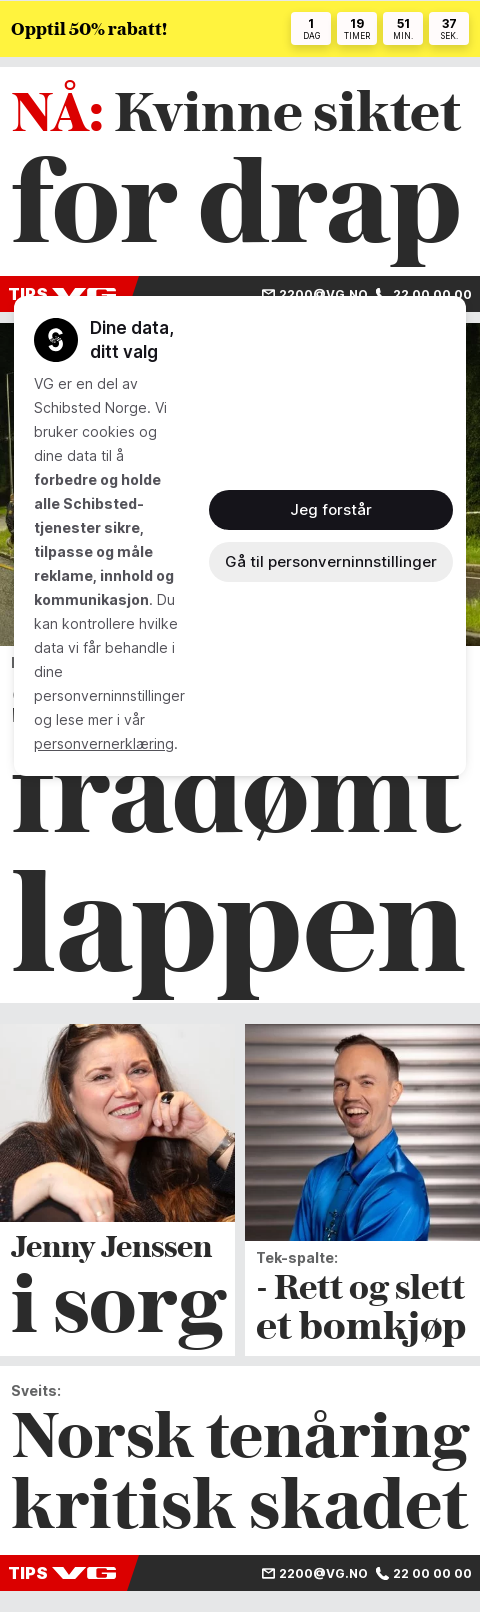 Opptil 50% rabatt!
1 19 51 37
DAG TIMER MIN. SEK.
NÅ: Kvinne siktet
for drap
TIPS VG 2200@VG.NO 22 00 00 00
Dine data,
ditt valg
VG er en del av
Schibsted Norge. Vi
bruker cookies og
dine data til å
forbedre og holde
alle Schibsted-
tjenester sikre,
tilpasse og måle
reklame, innhold og
kommunikasjon. Du
kan kontrollere hvilke
data vi får behandle i
dine
personverninnstillinger
og lese mer i vår
personvernerklæring.
Jeg forstår
Gå til personverninnstillinger
fradømt
lappen
Jenny Jenssen
i sorg
Tek-spalte:
- Rett og slett
et bomkjøp
Sveits:
Norsk tenåring
kritisk skadet
TIPS VG 2200@VG.NO 22 00 00 00